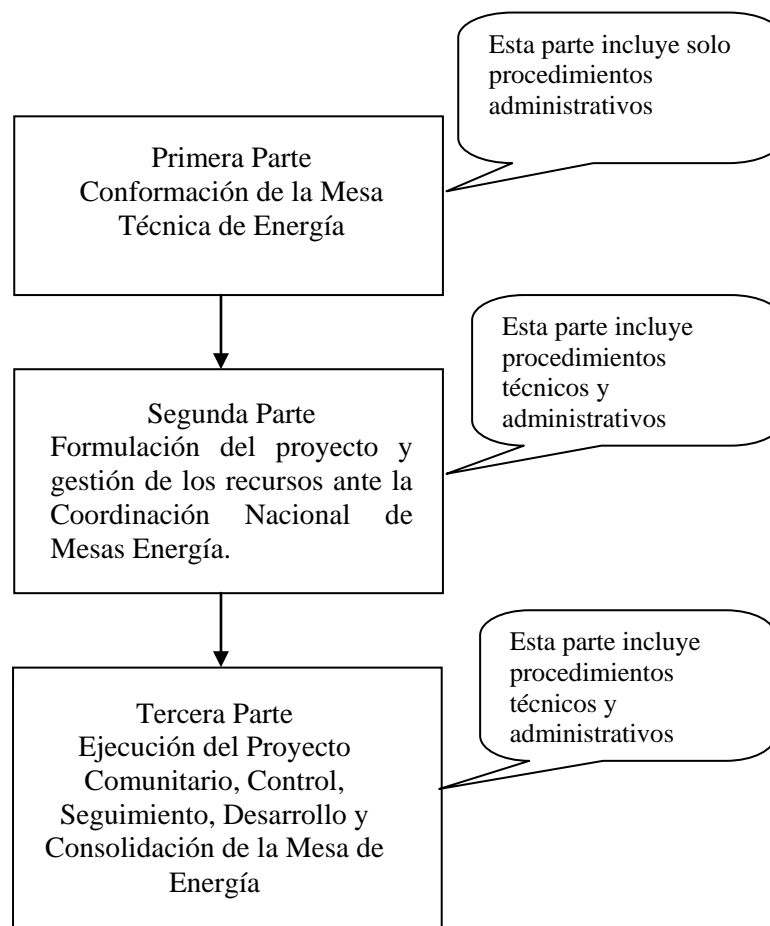 Esta parte incluye solo
procedimientos
administrativos
Primera Parte
Conformación de la Mesa
Técnica de Energía
Esta parte incluye
procedimientos
técnicos y
administrativos
Segunda Parte
Formulación del proyecto y
gestión de los recursos ante la
Coordinación Nacional de
Mesas Energía.
Esta parte incluye
procedimientos
técnicos y
administrativos
Tercera Parte
Ejecución del Proyecto
Comunitario, Control,
Seguimiento, Desarrollo y
Consolidación de la Mesa de
Energía